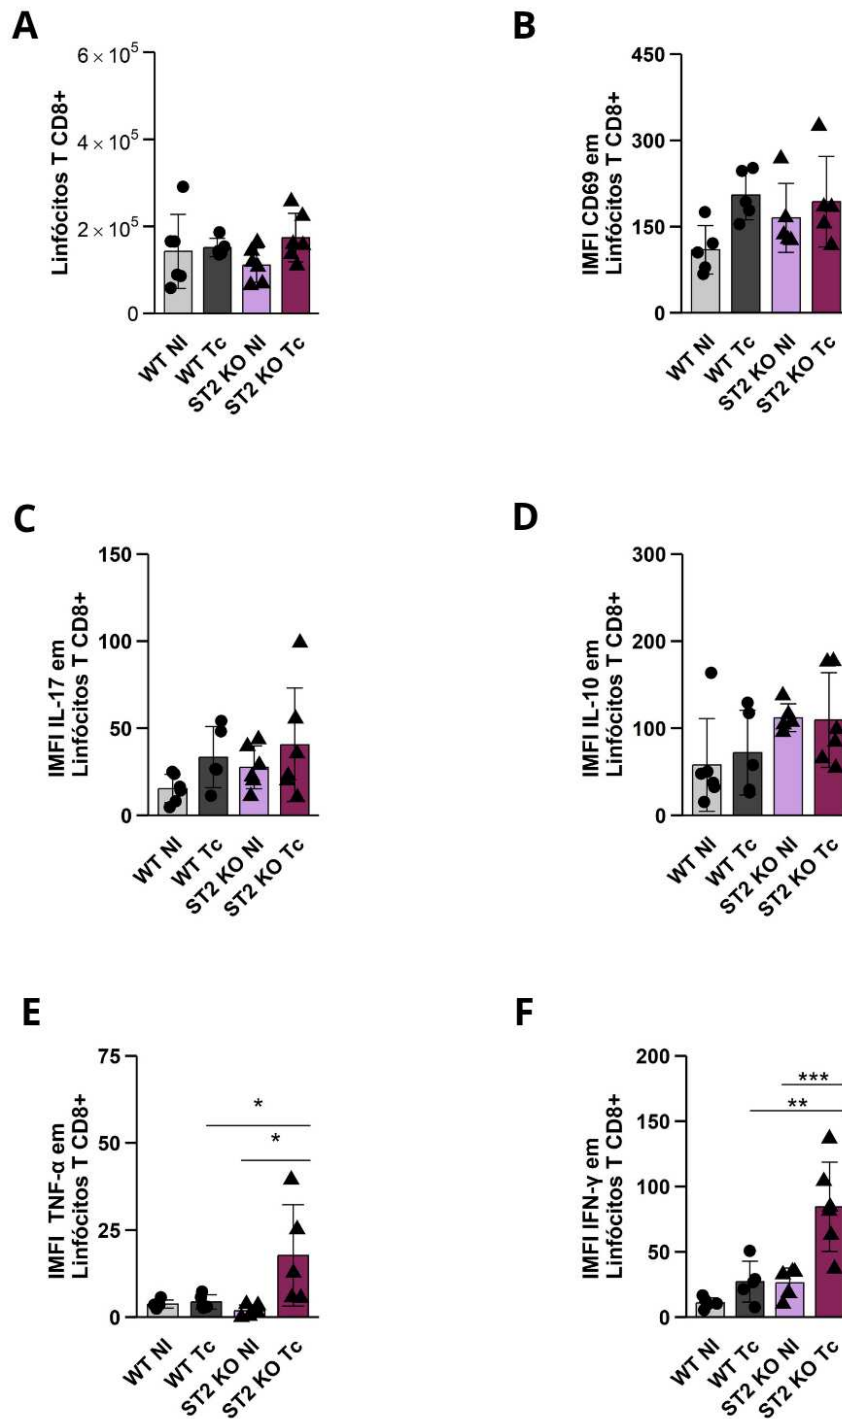 A
Linfócitos T CD8+
6 × 10⁵
4 × 10⁵
2 × 10⁵
0
WT NI
WT Tc
ST2 KO NI
ST2 KO Tc
B
IMFI CD69 em
Linfócitos T CD8+
450
300
150
0
WT NI
WT Tc
ST2 KO NI
ST2 KO Tc
C
IMFI IL-17 em
Linfócitos T CD8+
150
100
50
0
WT NI
WT Tc
ST2 KO NI
ST2 KO Tc
D
IMFI IL-10 em
Linfócitos T CD8+
300
200
100
0
WT NI
WT Tc
ST2 KO NI
ST2 KO Tc
E
IMFI TNF-α em
Linfócitos T CD8+
75
50
25
0
*
*
WT NI
WT Tc
ST2 KO NI
ST2 KO Tc
F
IMFI IFN-γ em
Linfócitos T CD8+
200
150
100
50
0
***
**
WT NI
WT Tc
ST2 KO NI
ST2 KO Tc